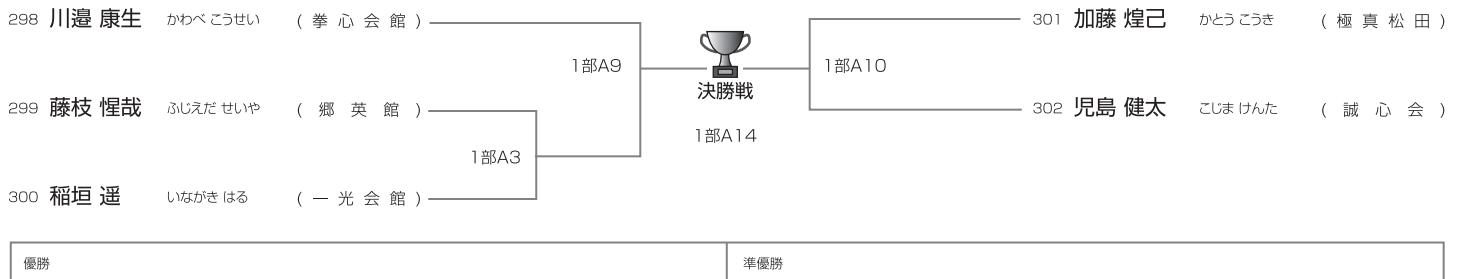 298 川邉 康生 かわべ こうせい (拳心会館)
301 加藤 煌己 かとう こうき (極真松田)
1部A9
1部A10
決勝戦
299 藤枝 惺哉 ふじえだ せいや (郷英館)
302 児島 健太 こじま けんた (誠心会)
1部A14
1部A3
300 稲垣 遥 いながき はる (一光会館)
優勝
準優勝